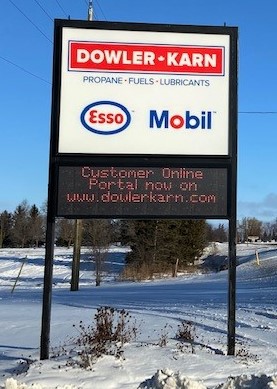 DOWLER♦KARN
PROPANE • FUELS • LUBRICANTS
Esso Mobil
Customer Online
Portal now on
www.dowlerkarn.com